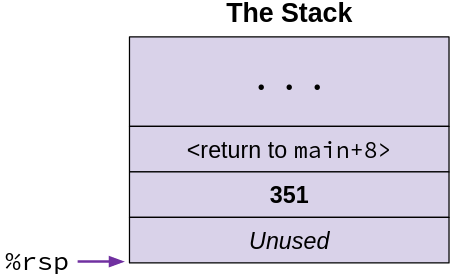 The Stack
. . .
<return to main+8>
351
Unused
%rsp